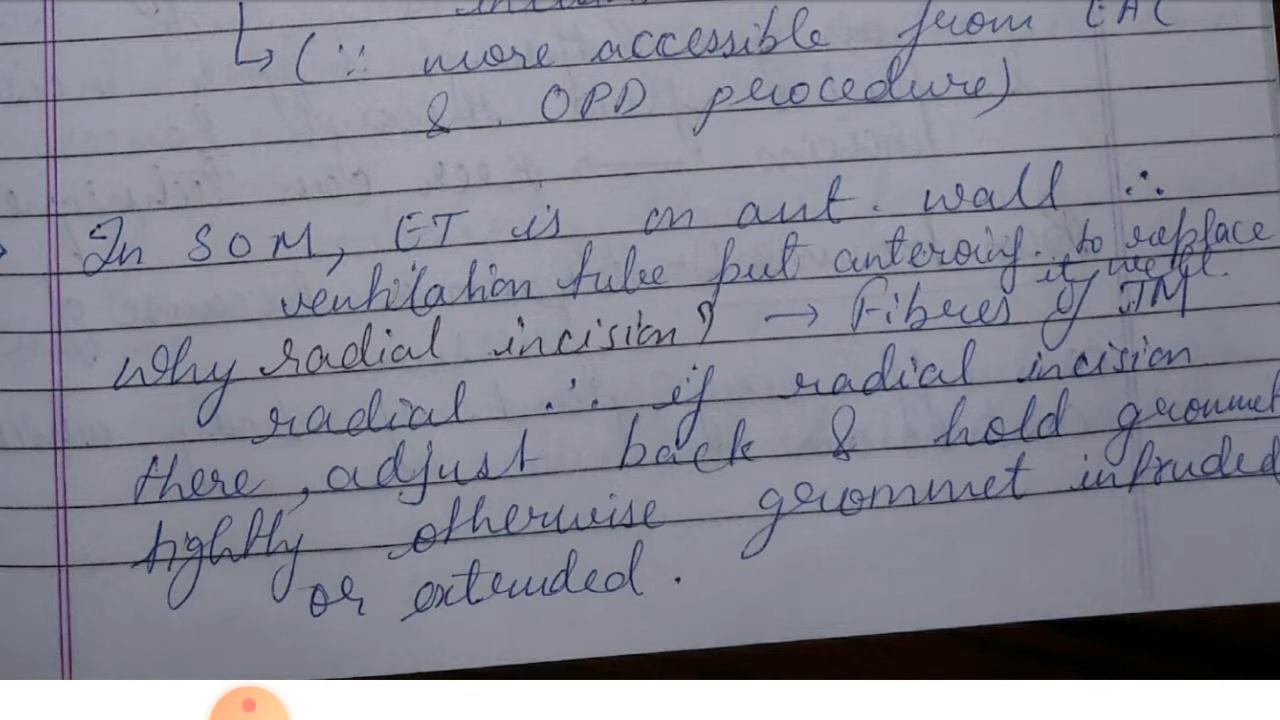 ↳ (∵ more accessible from EAC
& OPD procedure)
In SOM, ET is on ant. wall ∴
ventilation tube put anteroinf. to replace
it
Why radial incision? → Fibres of TM
radial ∴ if radial incision
there, adjust back & hold grommet
tightly otherwise grommet intruded
or extruded.